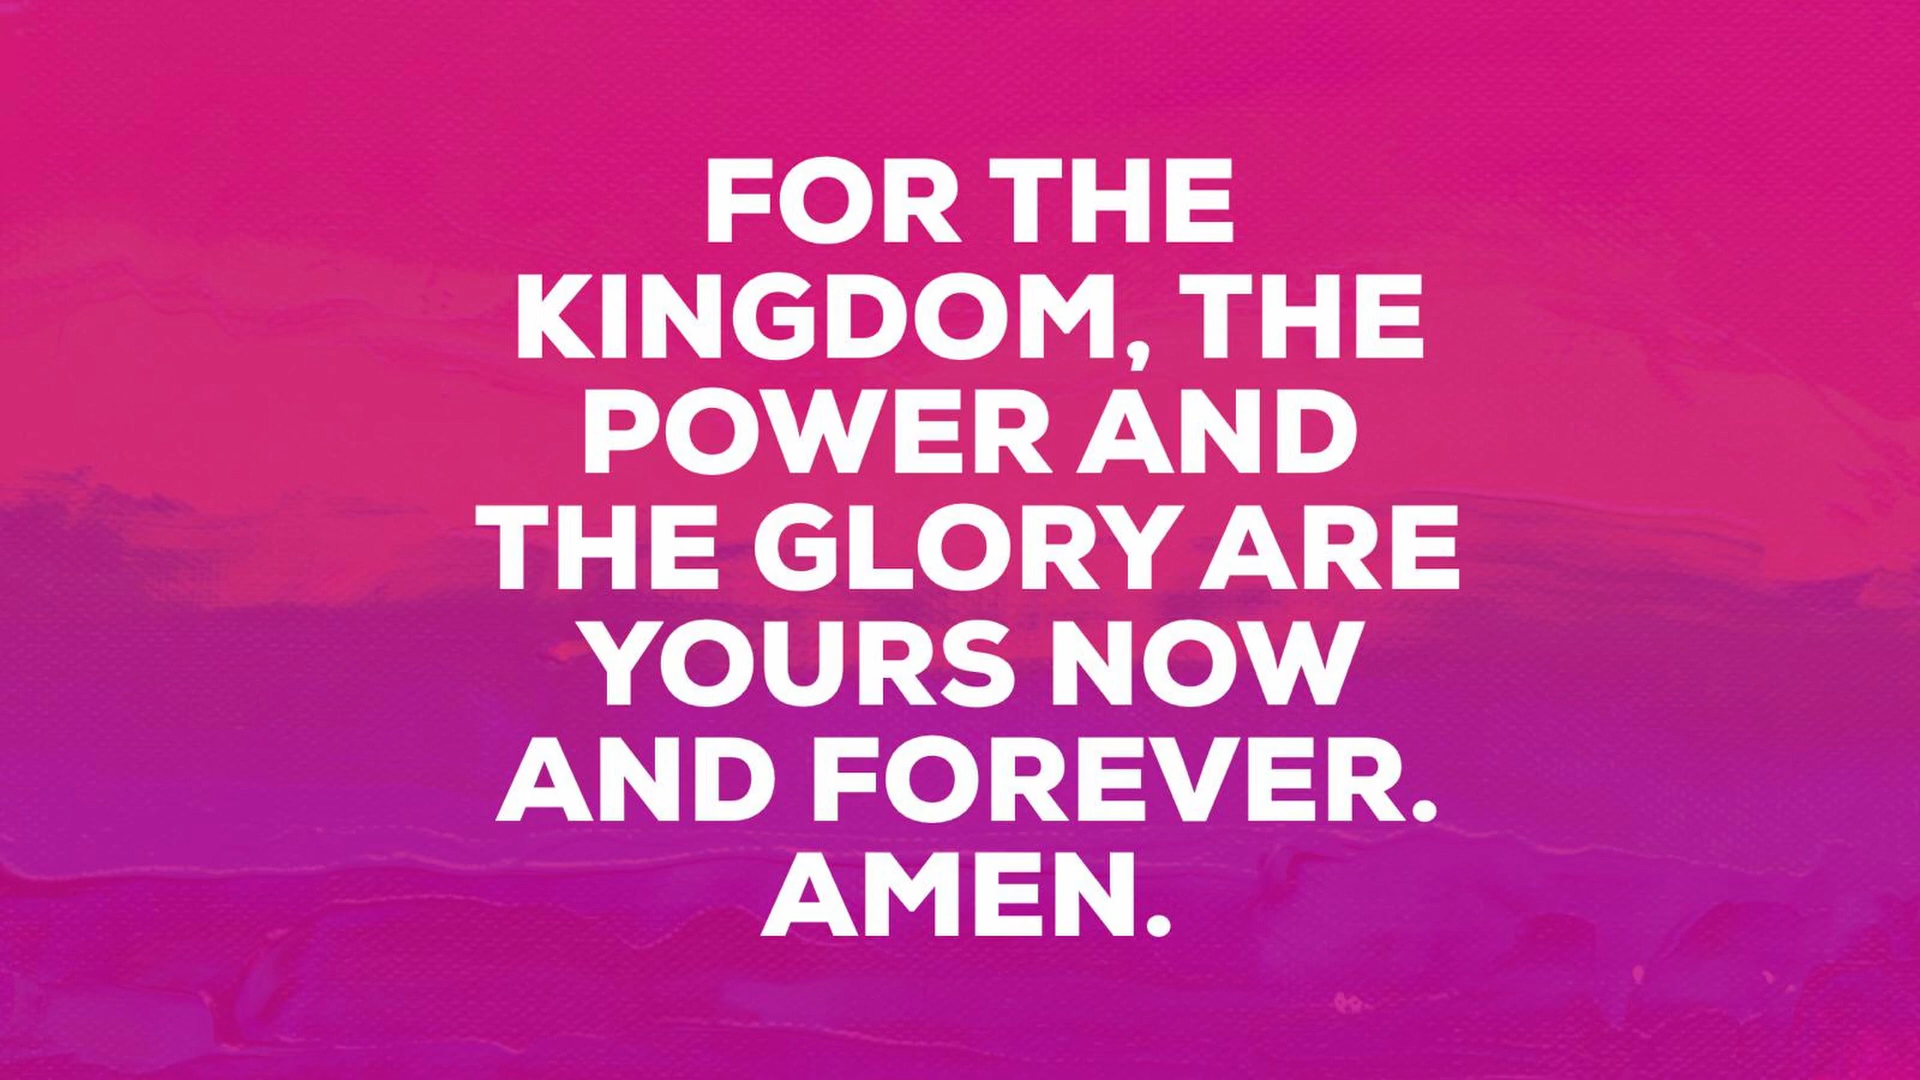 FOR THE
KINGDOM, THE
POWER AND
THE GLORY ARE
YOURS NOW
AND FOREVER.
AMEN.